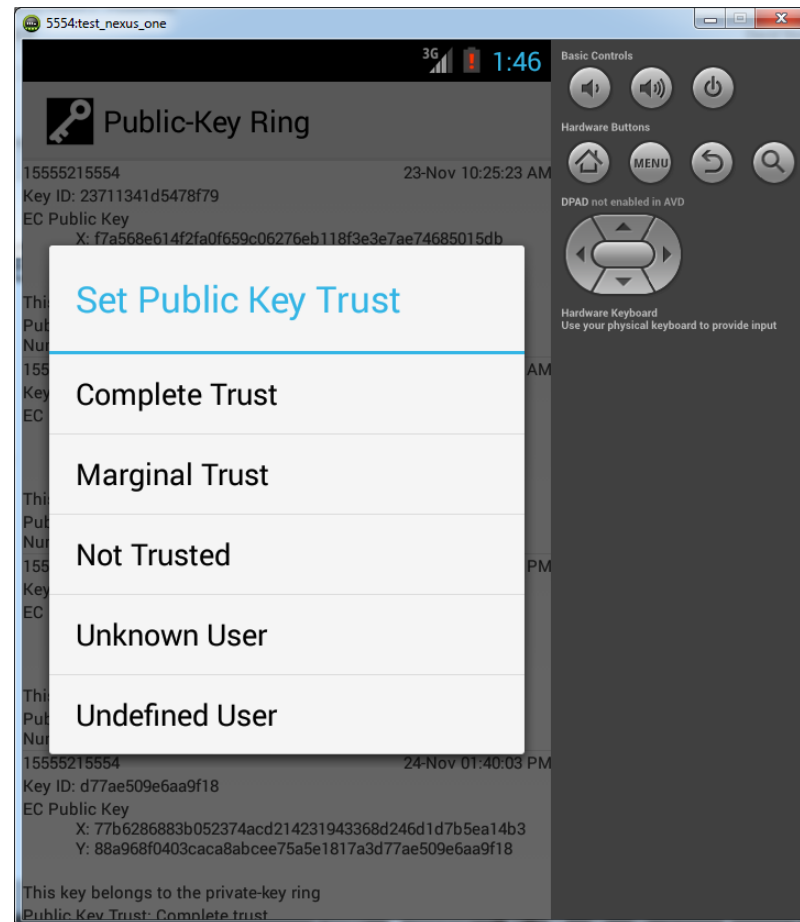 5554:test_nexus_one
3G 1:46
Public-Key Ring
15555215554 23-Nov 10:25:23 AM
Key ID: 23711341d5478f79
EC Public Key
X: f7a568e614f2fa0f659c06276eb118f3e3e7ae74685015db
Set Public Key Trust
Complete Trust
Marginal Trust
Not Trusted
Unknown User
Undefined User
AM
EC
PM
EC
15555215554 24-Nov 01:40:03 PM
Key ID: d77ae509e6aa9f18
EC Public Key
X: 77b6286883b052374acd214231943368d246d1d7b5ea14b3
Y: 88a968f0403caca8abcee75a5e1817a3d77ae509e6aa9f18
This key belongs to the private-key ring
Public Key Trust: Complete trust
Basic Controls
Hardware Buttons
MENU
DPAD not enabled in AVD
Hardware Keyboard
Use your physical keyboard to provide input